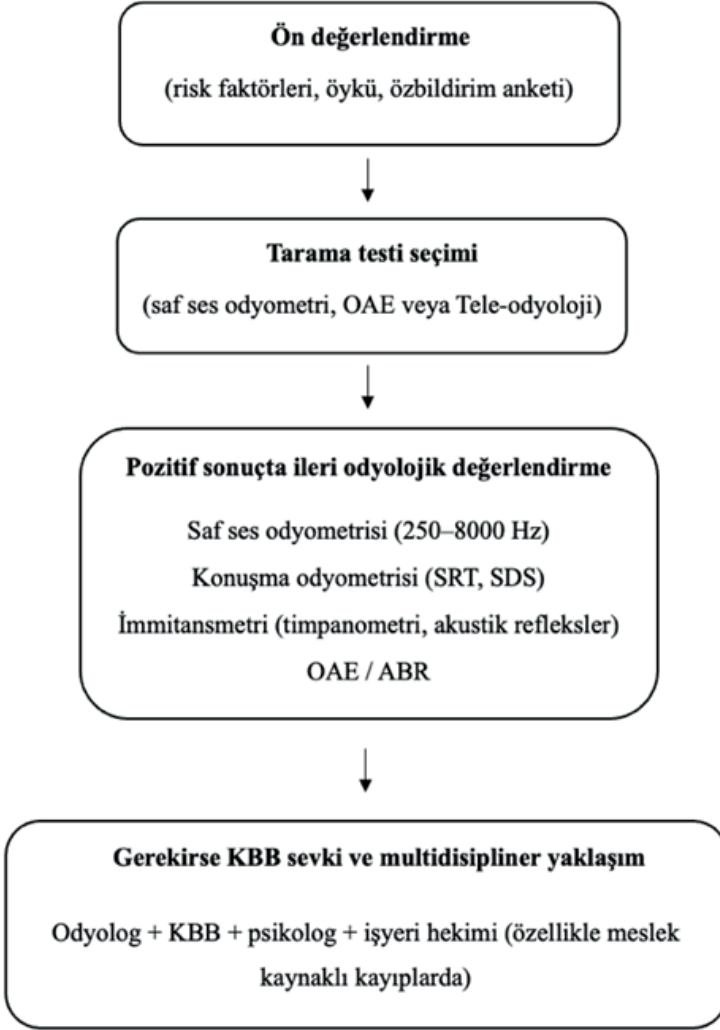 Ön değerlendirme
(risk faktörleri, öykü, özbildirim anketi)
Tarama testi seçimi
(saf ses odyometri, OAE veya Tele-odyoloji)
Pozitif sonuçta ileri odyolojik değerlendirme
Saf ses odyometrisi (250–8000 Hz)
Konuşma odyometrisi (SRT, SDS)
İmmitansmetri (timpanometri, akustik refleksler)
OAE / ABR
Gerekirse KBB sevki ve multidisipliner yaklaşım
Odyolog + KBB + psikolog + işyeri hekimi (özellikle meslek
kaynaklı kayıplarda)